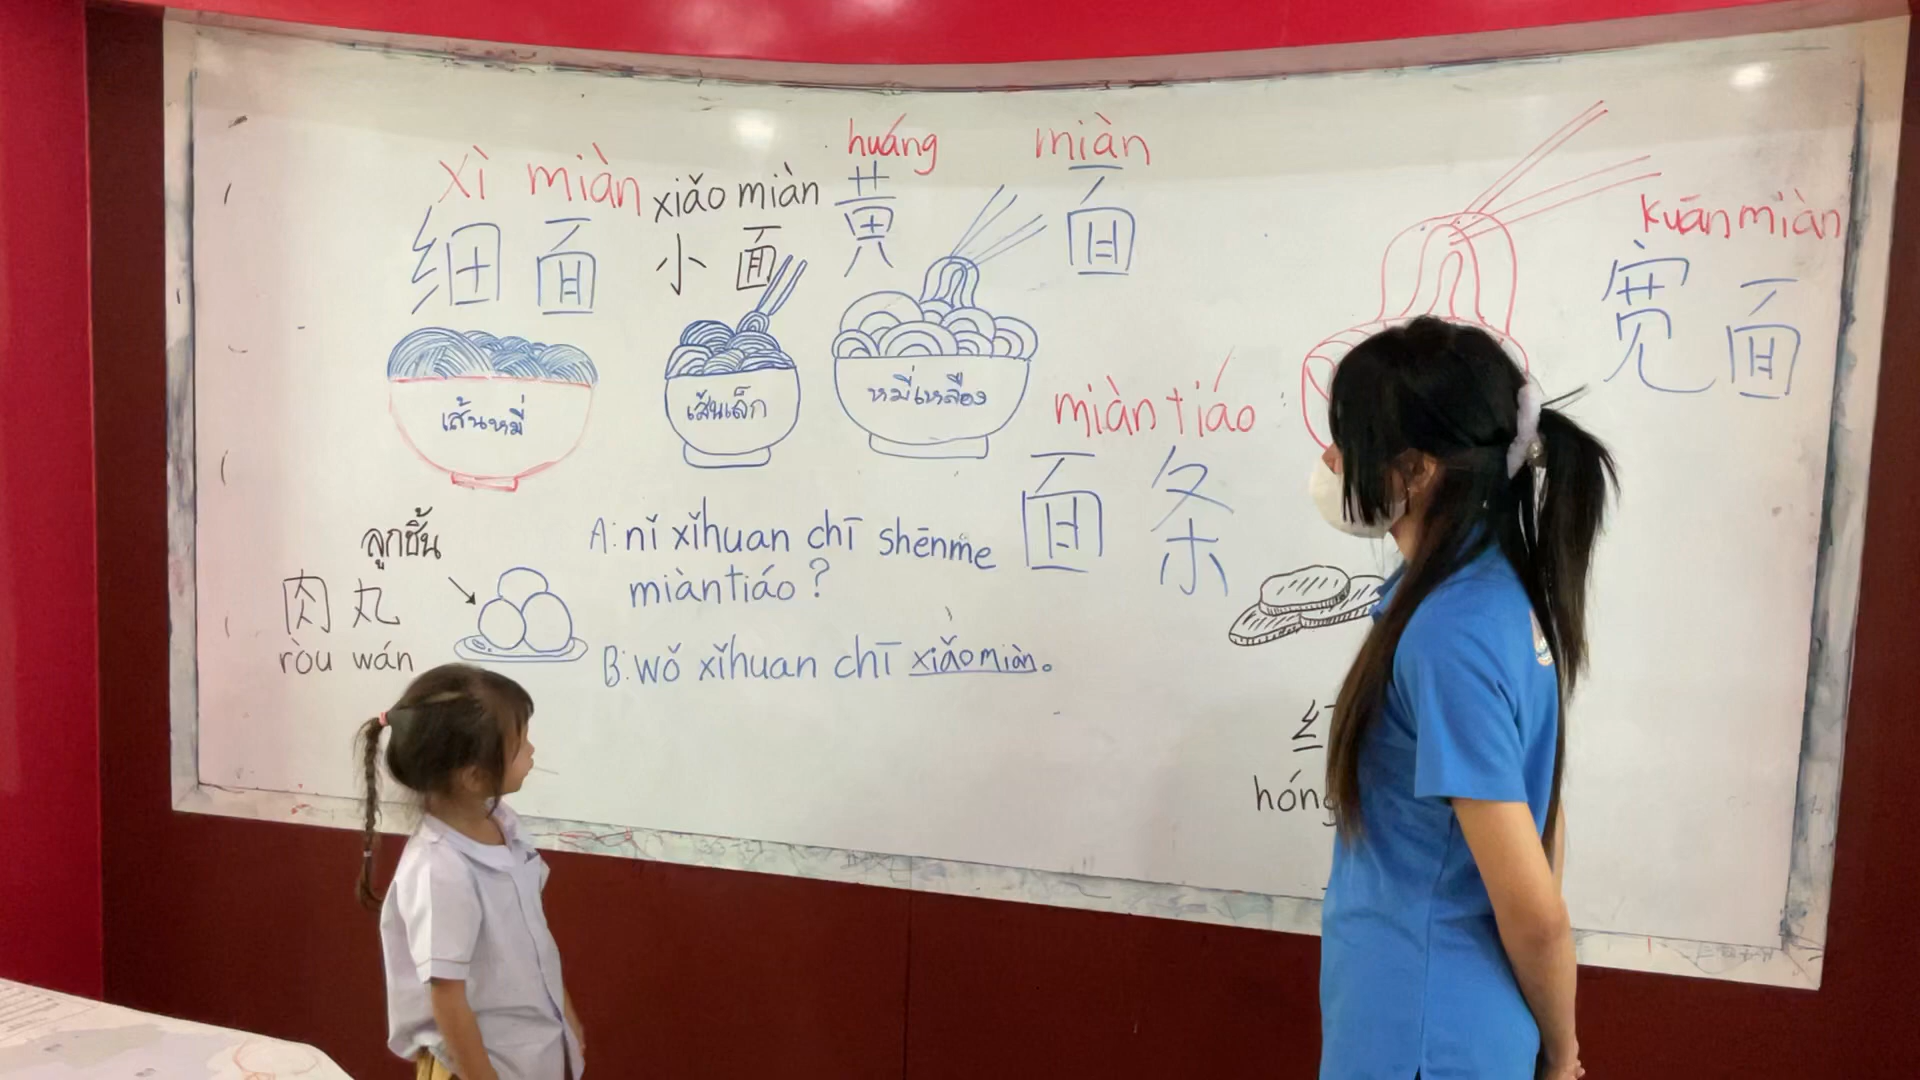 xì miàn
细 面
เส้นหมี่
xiǎo miàn
小 面
เส้นเล็ก
huáng miàn
黄 面
หมี่เหลือง
kuān miàn
宽 面
miàn tiáo
面 条
ลูกชิ้น
肉 丸
ròu wán
A: nǐ xǐhuan chī shēnme
miàntiáo ?
B: wǒ xǐhuan chī xiǎomiàn。
hóng